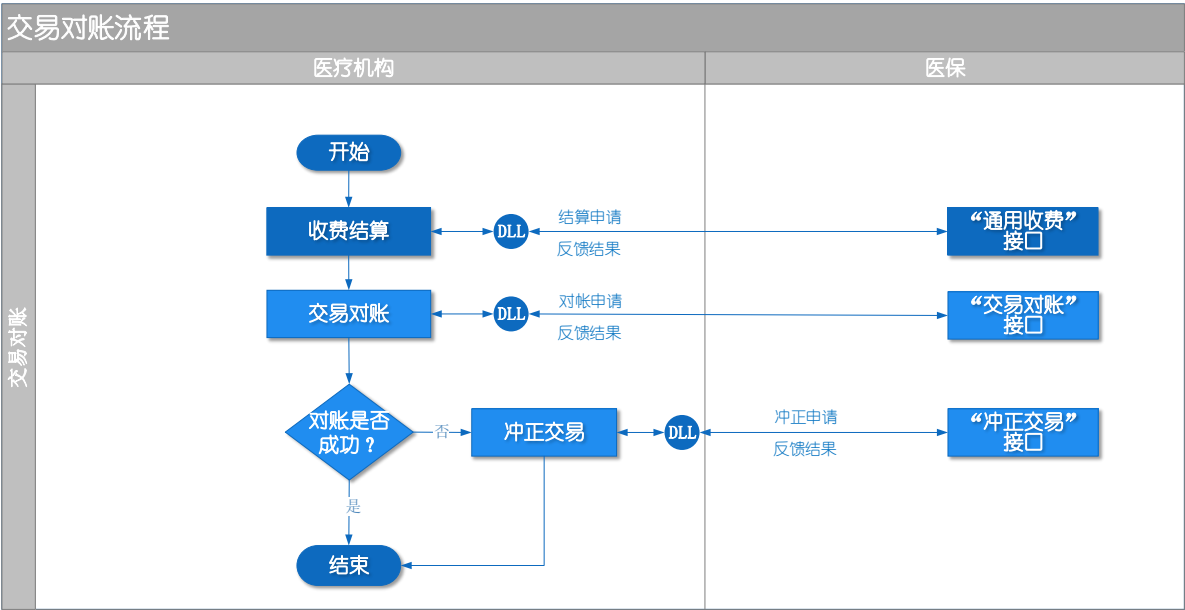 交易对账流程
医疗机构
医保
交易对账
开始
收费结算
DLL
结算申请
反馈结果
“通用收费”
接口
交易对账
DLL
对帐申请
反馈结果
“交易对账”
接口
对账是否
成功？
否
冲正交易
DLL
冲正申请
反馈结果
“冲正交易”
接口
是
结束